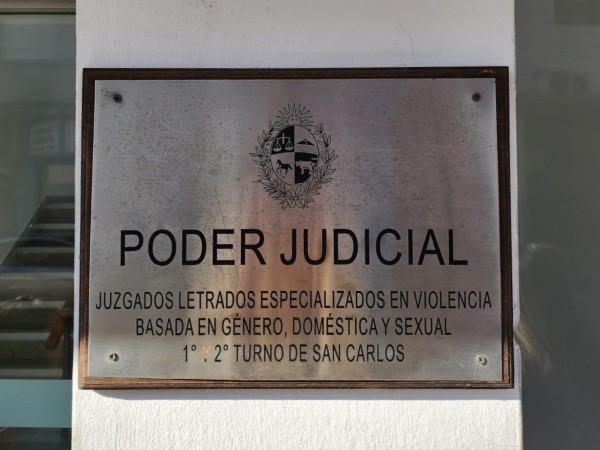 PODER JUDICIAL
JUZGADOS LETRADOS ESPECIALIZADOS EN VIOLENCIA
BASADA EN GÉNERO, DOMÉSTICA Y SEXUAL
1° Y 2° TURNO DE SAN CARLOS